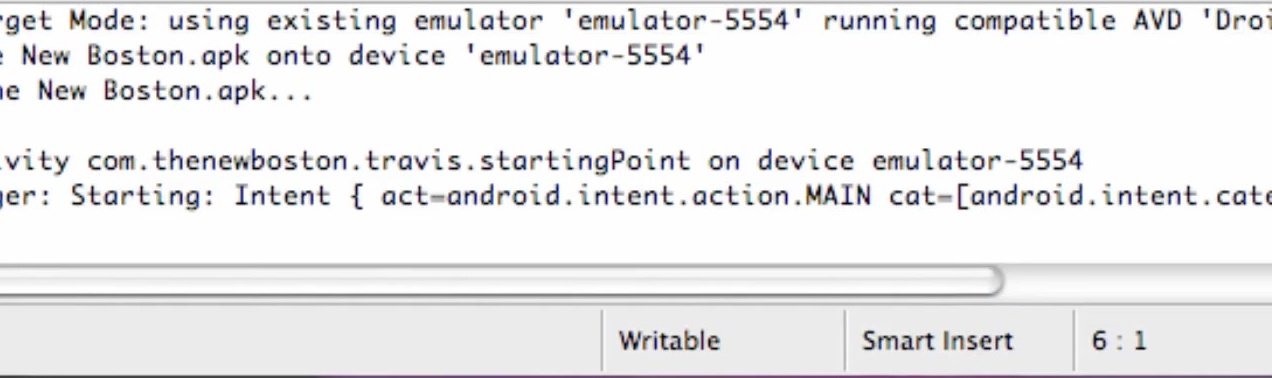 rget Mode: using existing emulator 'emulator-5554' running compatible AVD 'Droi
e New Boston.apk onto device 'emulator-5554'
ne New Boston.apk...
ivity com.thenewboston.travis.startingPoint on device emulator-5554
ger: Starting: Intent { act=android.intent.action.MAIN cat=[android.intent.cate
Writable Smart Insert 6 : 1